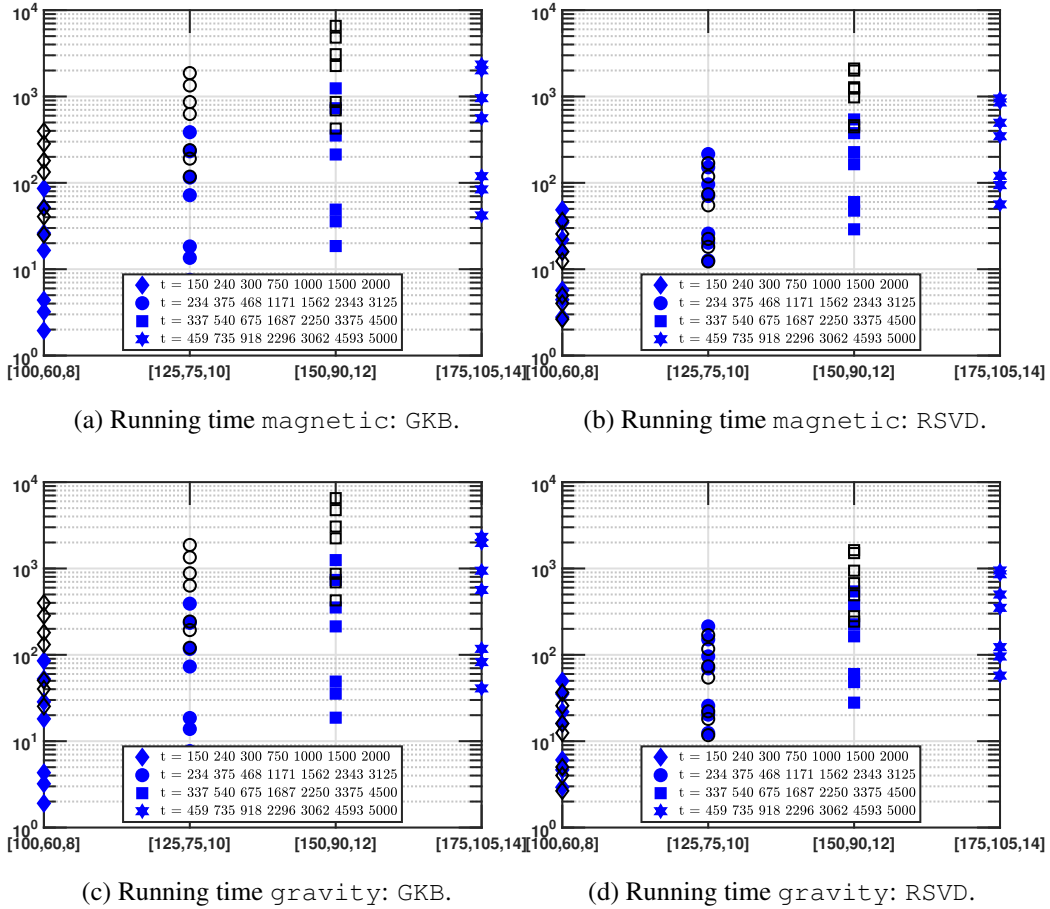 10^4
10^3
10^2
10^1
10^0
t = 150 240 300 750 1000 1500 2000
t = 234 375 468 1171 1562 2343 3125
t = 337 540 675 1687 2250 3375 4500
t = 459 735 918 2296 3062 4593 5000
[100,60,8] [125,75,10] [150,90,12] [175,105,14]
(a) Running time magnetic: GKB.
10^4
10^3
10^2
10^1
10^0
t = 150 240 300 750 1000 1500 2000
t = 234 375 468 1171 1562 2343 3125
t = 337 540 675 1687 2250 3375 4500
t = 459 735 918 2296 3062 4593 5000
[100,60,8] [125,75,10] [150,90,12] [175,105,14]
(b) Running time magnetic: RSVD.
10^4
10^3
10^2
10^1
10^0
t = 150 240 300 750 1000 1500 2000
t = 234 375 468 1171 1562 2343 3125
t = 337 540 675 1687 2250 3375 4500
t = 459 735 918 2296 3062 4593 5000
[100,60,8] [125,75,10] [150,90,12] [175,105,14]
(c) Running time gravity: GKB.
10^4
10^3
10^2
10^1
10^0
t = 150 240 300 750 1000 1500 2000
t = 234 375 468 1171 1562 2343 3125
t = 337 540 675 1687 2250 3375 4500
t = 459 735 918 2296 3062 4593 5000
[100,60,8] [125,75,10] [150,90,12] [175,105,14]
(d) Running time gravity: RSVD.